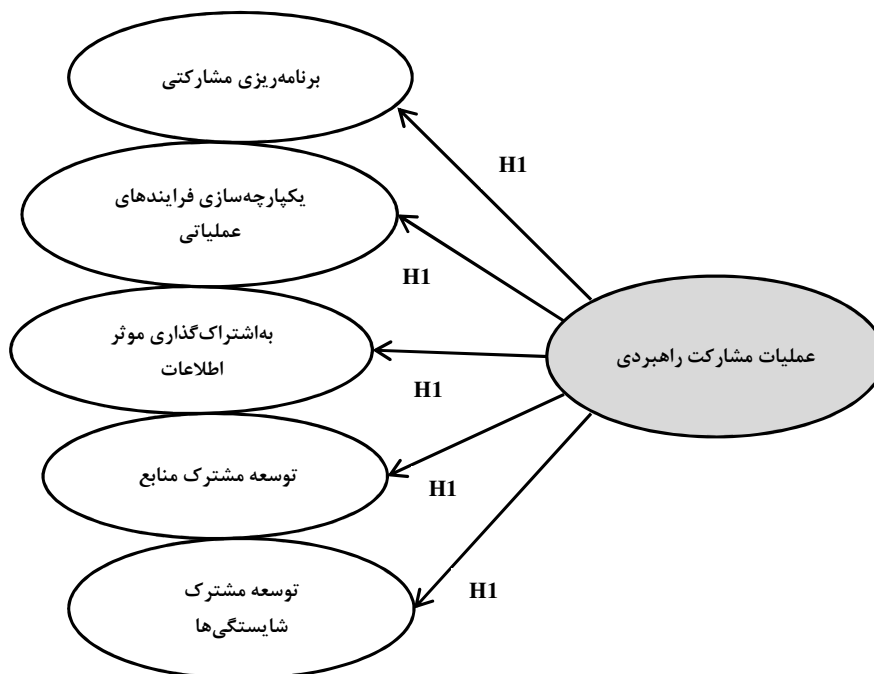 برنامه‌ریزی مشارکتی
H1
یکپارچه‌سازی فرایندهای
عملیاتی
H1
به‌اشتراک‌گذاری موثر
اطلاعات
عملیات مشارکت راهبردی
H1
توسعه مشترک منابع
H1
توسعه مشترک
شایستگی‌ها
H1